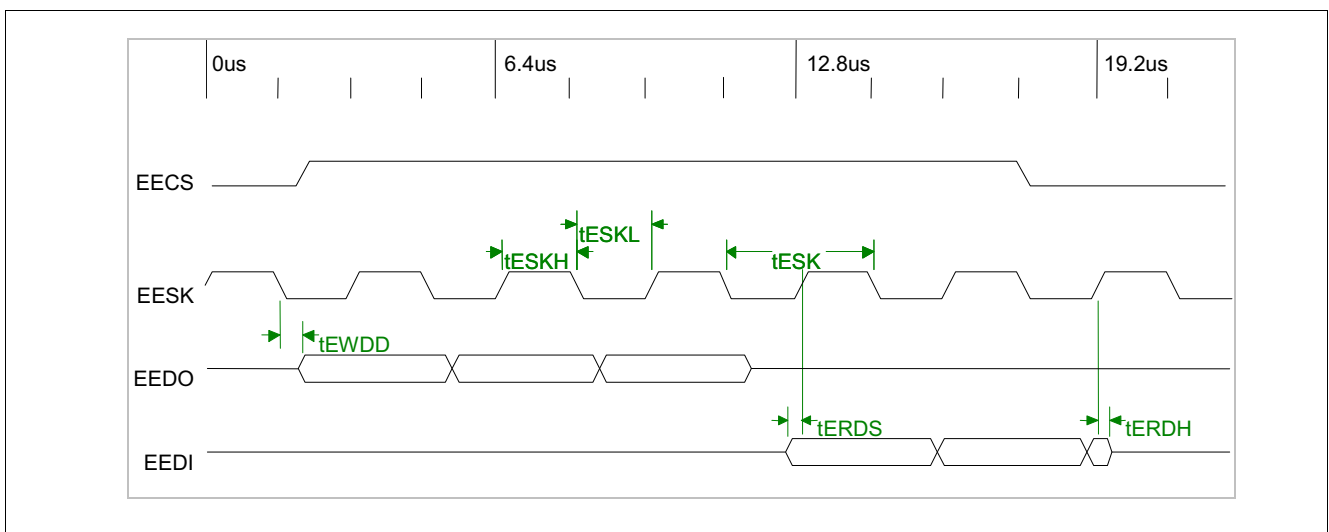 0us 6.4us 12.8us 19.2us
EECS
tESKL
tESKH tESK
EESK
tEWDD
EEDO
tERDS tERDH
EEDI